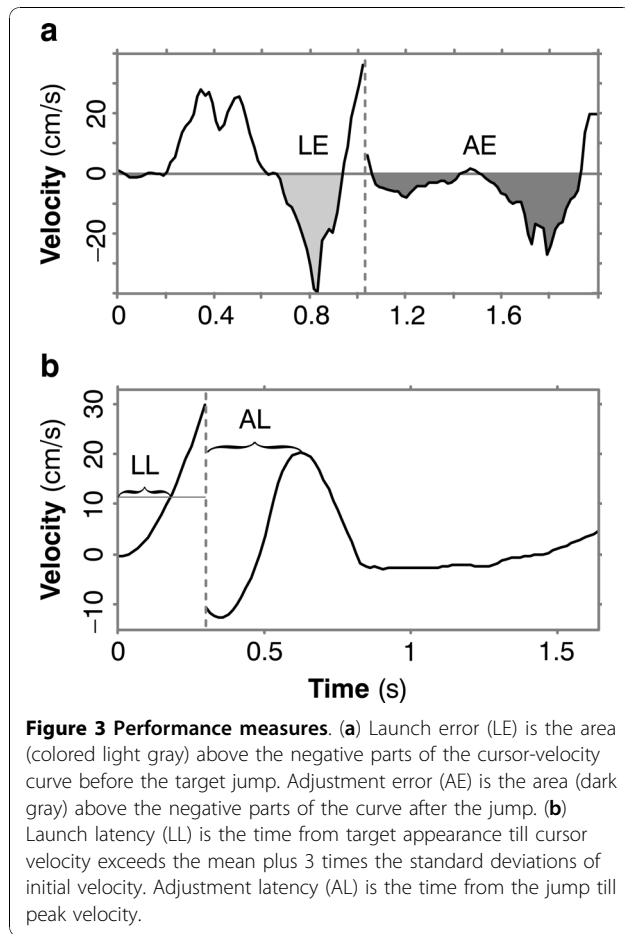 a
Velocity (cm/s)
20
0
-20
LE
AE
0 0.4 0.8 1.2 1.6
b
Velocity (cm/s)
30
20
10
0
-10
LL
AL
0 0.5 1 1.5
Time (s)
Figure 3 Performance measures. (a) Launch error (LE) is the area
(colored light gray) above the negative parts of the cursor-velocity
curve before the target jump. Adjustment error (AE) is the area (dark
gray) above the negative parts of the curve after the jump. (b)
Launch latency (LL) is the time from target appearance till cursor
velocity exceeds the mean plus 3 times the standard deviations of
initial velocity. Adjustment latency (AL) is the time from the jump till
peak velocity.